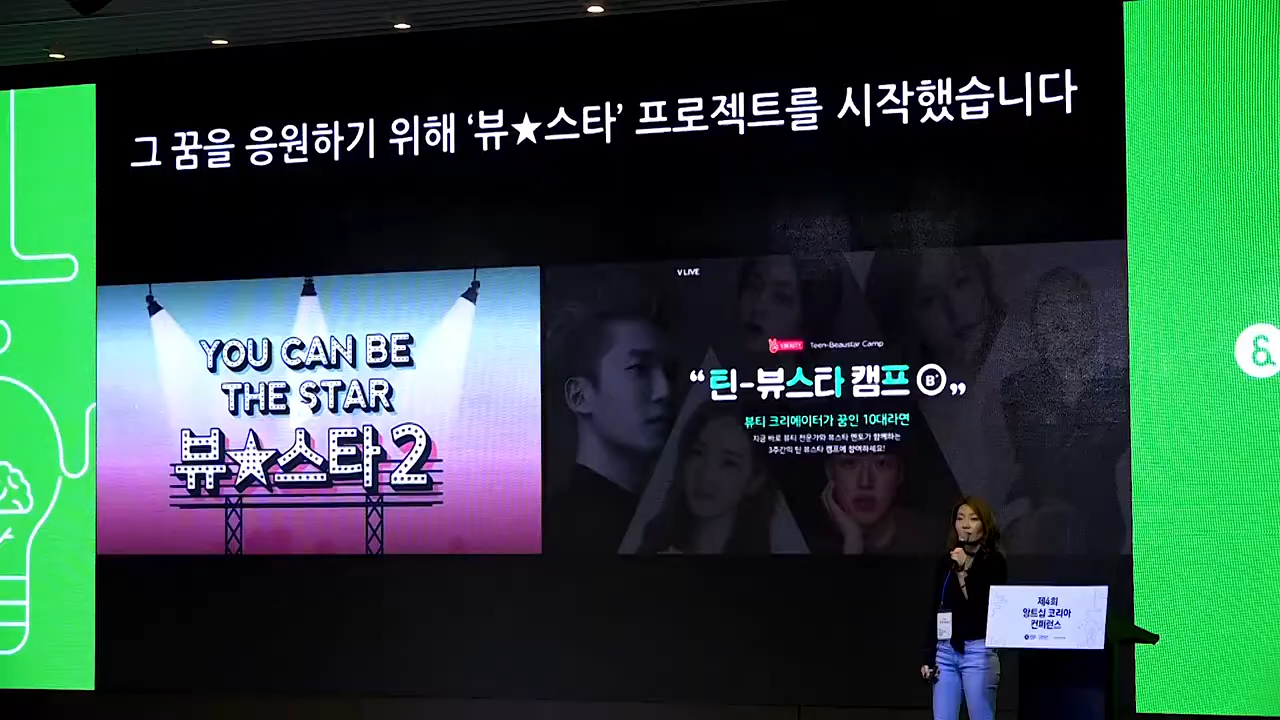 그 꿈을 응원하기 위해 ‘뷰★스타’ 프로젝트를 시작했습니다
YOU CAN BE
THE STAR
뷰★스타2
V LIVE
V BEAUTY Teen-Beaustar Camp
“틴-뷰스타 캠프 B”
뷰티 크리에이터가 꿈인 10대라면
지금 바로 뷰티 전문가와 뷰스타 멘토가 함께하는
3주간의 틴 뷰스타 캠프에 참여하세요!
제4회
앙트십 코리아
컨퍼런스
&